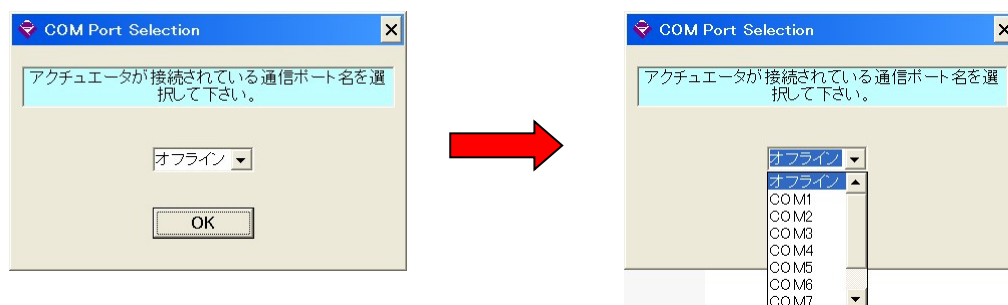 COM Port Selection
アクチュエータが接続されている通信ポート名を選
択して下さい。
オフライン
OK
COM Port Selection
アクチュエータが接続されている通信ポート名を選
択して下さい。
オフライン
オフライン
COM1
COM2
COM3
COM4
COM5
COM6
COM7